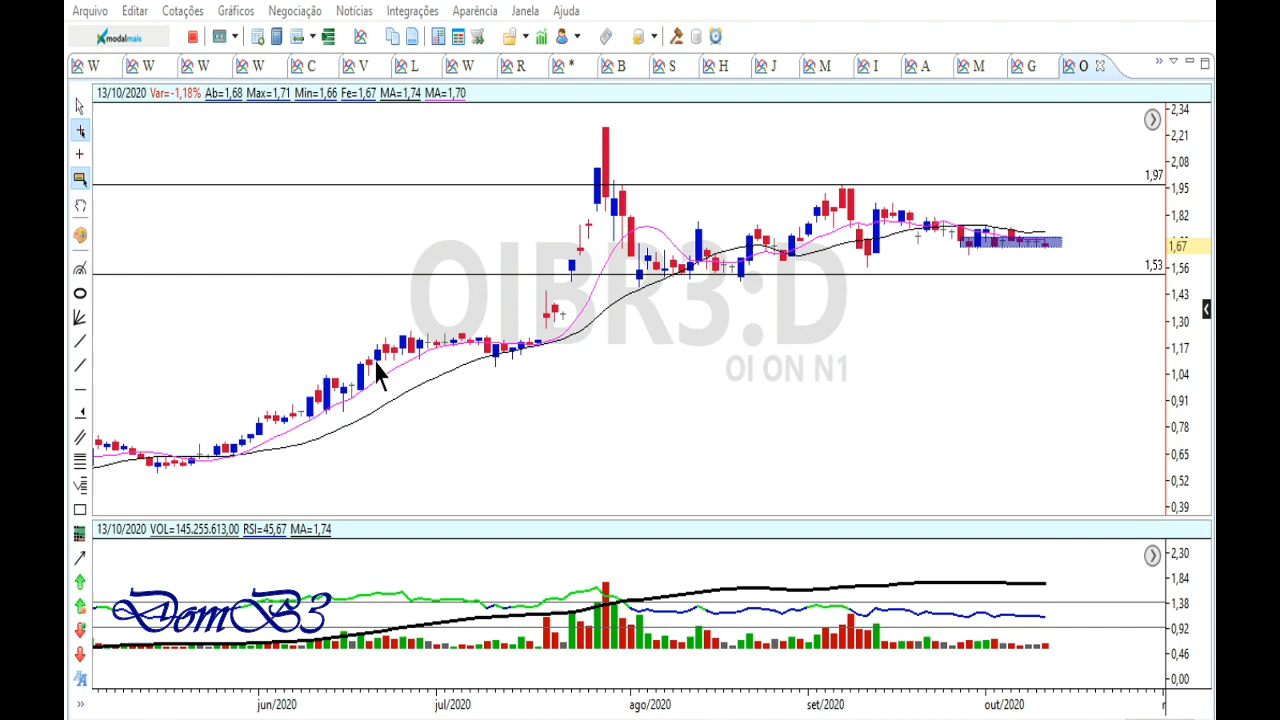 Arquivo Editar Cotações Gráficos Negociação Notícias Integrações Aparência Janela Ajuda
modalmais
W W W W C V L W R * B S H J M I A M G O
13/10/2020 Var=-1,18% Ab=1,68 Max=1,71 Min=1,66 Fe=1,67 MA=1,74 MA=1,70
2,34
2,21
2,08
1,97
1,95
1,82
1,67
1,53
1,56
1,43
1,30
1,17
1,04
0,91
0,78
0,65
0,52
0,39
OIBR3:D
OI ON N1
13/10/2020 VOL=145.255.613,00 RSI=45,67 MA=1,74
2,30
1,84
1,38
0,92
0,46
0,00
DomB3
jun/2020 jul/2020 ago/2020 set/2020 out/2020